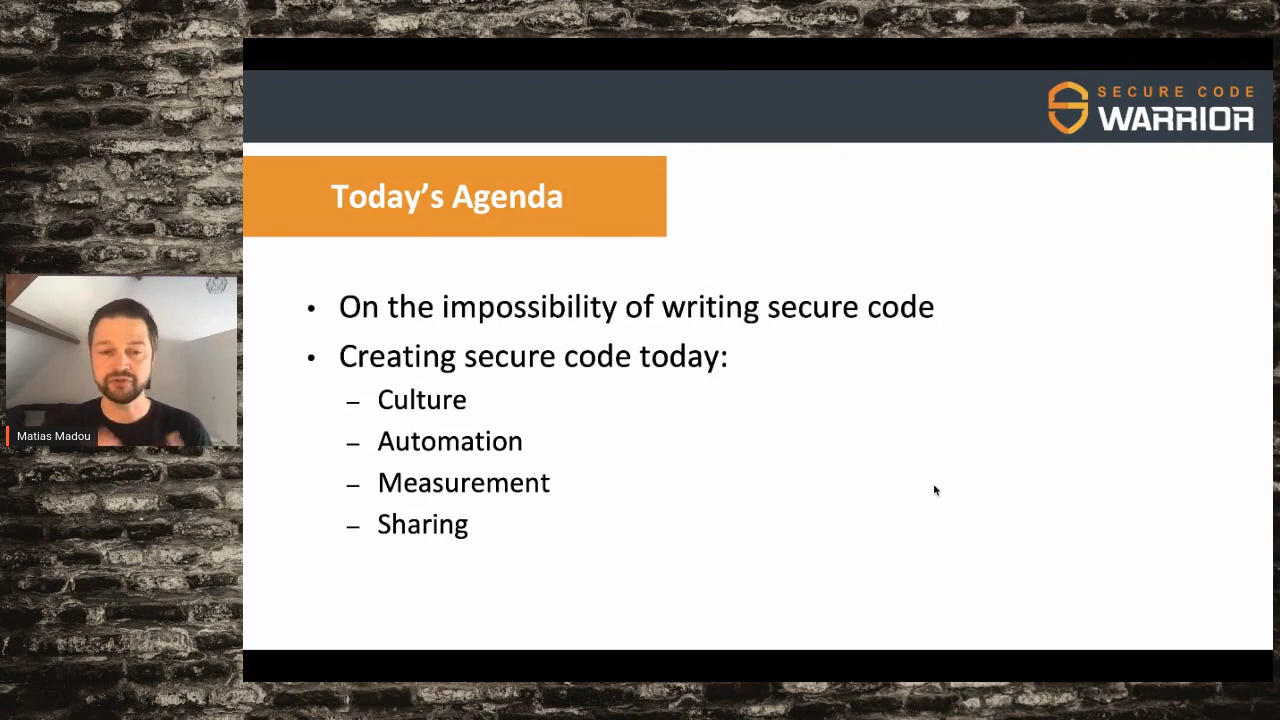 SECURE CODE
WARRIOR
Today's Agenda
• On the impossibility of writing secure code
• Creating secure code today:
– Culture
– Automation
– Measurement
– Sharing
Matias Madou